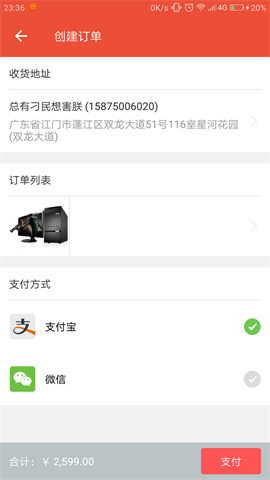 23:36 0K/s 4G 20%
创建订单
收货地址
总有刁民想害朕 (15875006020)
广东省江门市蓬江区双龙大道51号116室星河花园
(双龙大道)
订单列表
支付方式
支 支付宝
微信
合计：￥ 2,599.00 支付